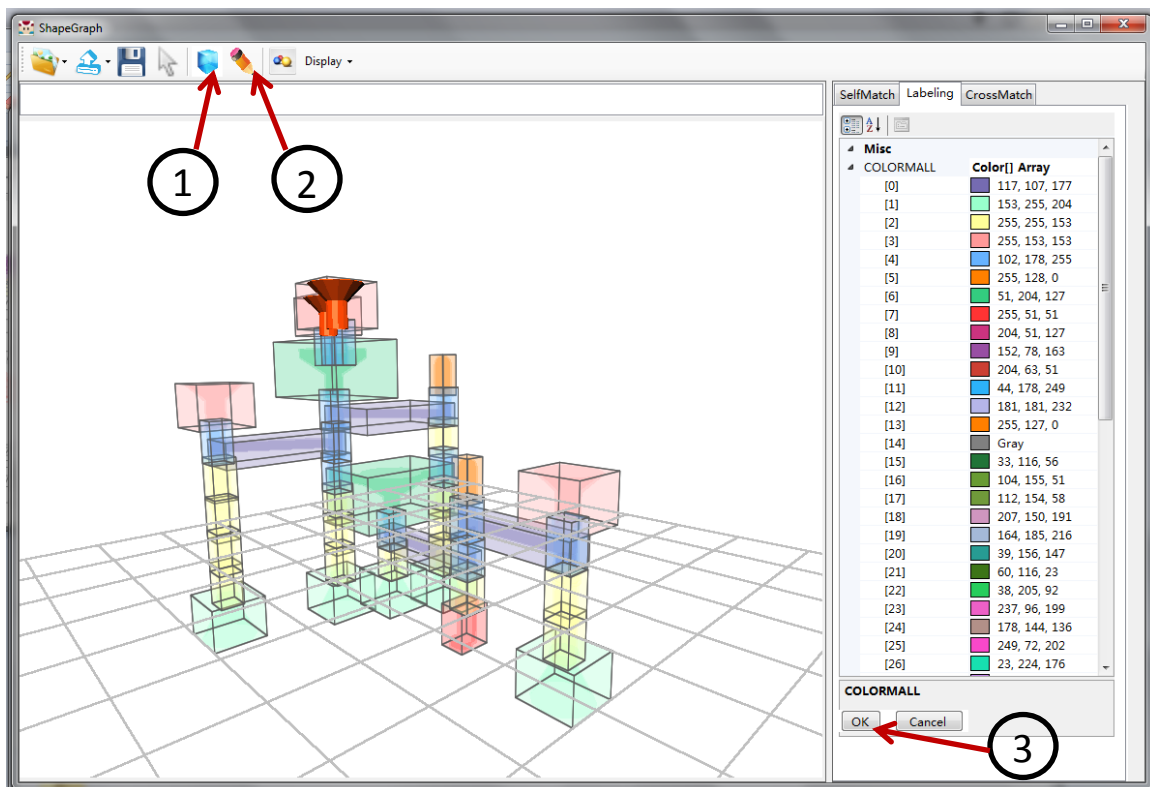 ShapeGraph
Display
SelfMatch Labeling CrossMatch
A
Z
Misc
COLORMALL Color[] Array
[0] 117, 107, 177
[1] 153, 255, 204
[2] 255, 255, 153
[3] 255, 153, 153
[4] 102, 178, 255
[5] 255, 128, 0
[6] 51, 204, 127
[7] 255, 51, 51
[8] 204, 51, 127
[9] 152, 78, 163
[10] 204, 63, 51
[11] 44, 178, 249
[12] 181, 181, 232
[13] 255, 127, 0
[14] Gray
[15] 33, 116, 56
[16] 104, 155, 51
[17] 112, 154, 58
[18] 207, 150, 191
[19] 164, 185, 216
[20] 39, 156, 147
[21] 60, 116, 23
[22] 38, 205, 92
[23] 237, 96, 199
[24] 178, 144, 136
[25] 249, 72, 202
[26] 23, 224, 176
COLORMALL
OK Cancel
1
2
3